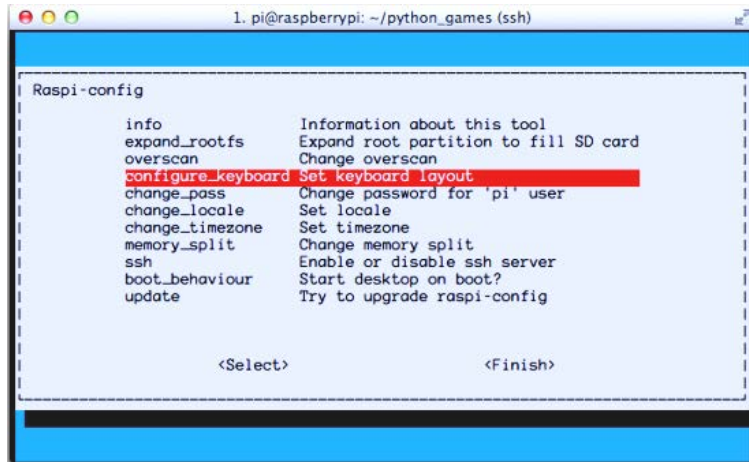 1. pi@raspberrypi: ~/python_games (ssh)
Raspi-config
info Information about this tool
expand_rootfs Expand root partition to fill SD card
overscan Change overscan
configure_keyboard Set keyboard layout
change_pass Change password for 'pi' user
change_locale Set locale
change_timezone Set timezone
memory_split Change memory split
ssh Enable or disable ssh server
boot_behaviour Start desktop on boot?
update Try to upgrade raspi-config
<Select> <Finish>